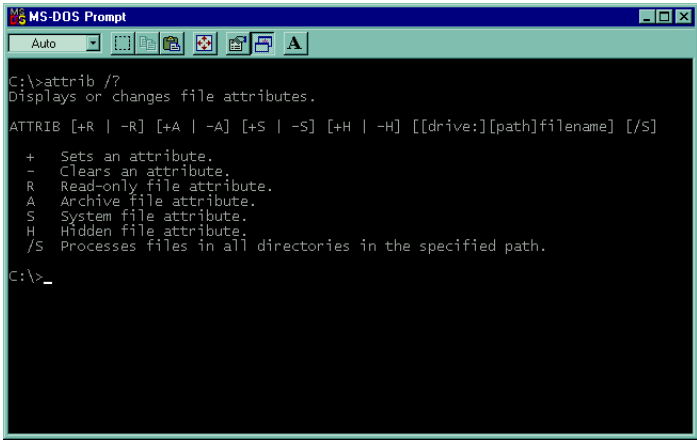 MS-DOS Prompt
Auto
A
C:\>attrib /?
Displays or changes file attributes.
ATTRIB [+R | -R] [+A | -A] [+S | -S] [+H | -H] [[drive:][path]filename] [/S]
+ Sets an attribute.
- Clears an attribute.
R Read-only file attribute.
A Archive file attribute.
S System file attribute.
H Hidden file attribute.
/S Processes files in all directories in the specified path.
C:\>_